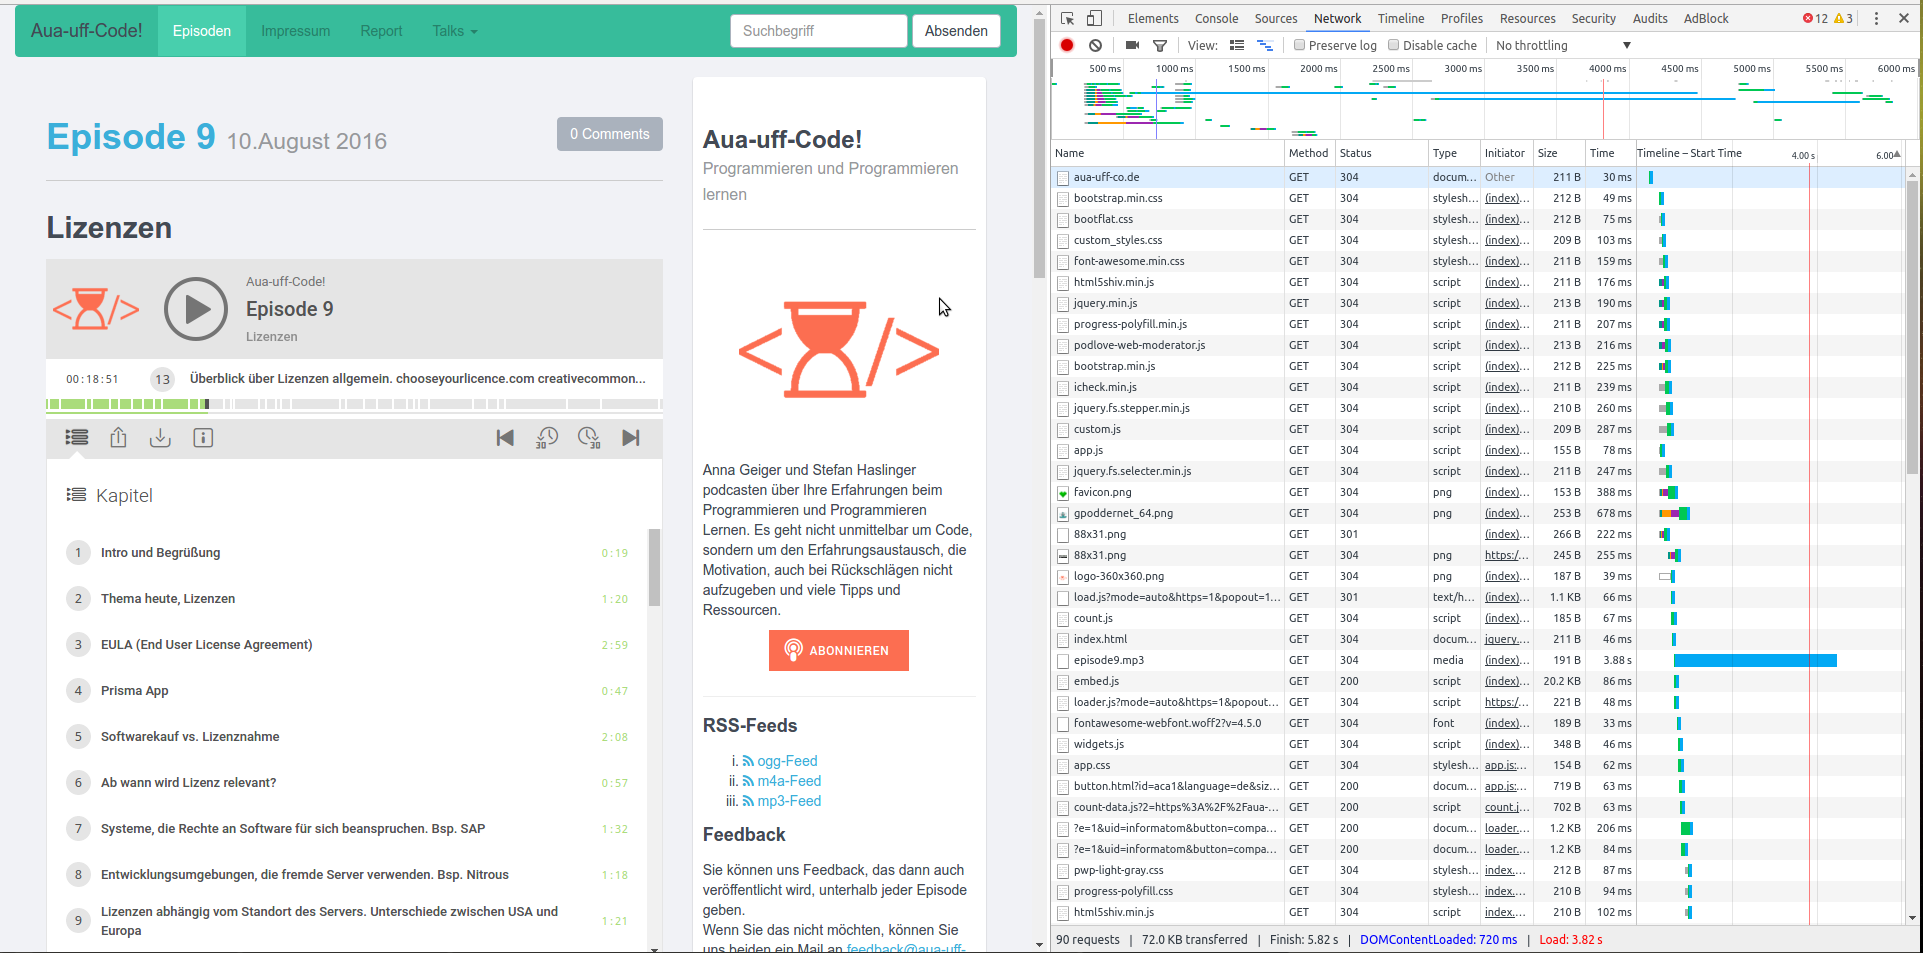 Aua-uff-Code! Episoden Impressum Report Talks Suchbegriff Absenden
Episode 9 10.August 2016 0 Comments
Lizenzen
Aua-uff-Code!
Episode 9
Lizenzen
00:18:51 13 Überblick über Lizenzen allgemein. chooseyourlicence.com creativecommon...
30 30
Kapitel
1 Intro und Begrüßung 0:19
2 Thema heute, Lizenzen 1:20
3 EULA (End User License Agreement) 2:59
4 Prisma App 0:47
5 Softwarekauf vs. Lizenznahme 2:08
6 Ab wann wird Lizenz relevant? 0:57
7 Systeme, die Rechte an Software für sich beanspruchen. Bsp. SAP 1:32
8 Entwicklungsumgebungen, die fremde Server verwenden. Bsp. Nitrous 1:18
9 Lizenzen abhängig vom Standort des Servers. Unterschiede zwischen USA und
Europa 1:21
Aua-uff-Code!
Programmieren und Programmieren
lernen
Anna Geiger und Stefan Haslinger
podcasten über Ihre Erfahrungen beim
Programmieren und Programmieren
Lernen. Es geht nicht unmittelbar um Code,
sondern um den Erfahrungsaustausch, die
Motivation, auch bei Rückschlägen nicht
aufzugeben und viele Tipps und
Ressourcen.
ABONNIEREN
RSS-Feeds
i. ogg-Feed
ii. m4a-Feed
iii. mp3-Feed
Feedback
Sie können uns Feedback, das dann auch
veröffentlicht wird, unterhalb jeder Episode
geben.
Wenn Sie das nicht möchten, können Sie
uns beiden ein Mail an feedback@aua-uff-
Elements Console Sources Network Timeline Profiles Resources Security Audits AdBlock 12 3
View: Preserve log Disable cache No throttling
500 ms 1000 ms 1500 ms 2000 ms 2500 ms 3000 ms 3500 ms 4000 ms 4500 ms 5000 ms 5500 ms 6000 ms
Name Method Status Type Initiator Size Time Timeline – Start Time 4.00 s 6.00
aua-uff-co.de GET 304 docum... Other 211 B 30 ms
bootstrap.min.css GET 304 stylesh... (index)... 212 B 49 ms
bootflat.css GET 304 stylesh... (index)... 212 B 75 ms
custom_styles.css GET 304 stylesh... (index)... 209 B 103 ms
font-awesome.min.css GET 304 stylesh... (index)... 211 B 159 ms
html5shiv.min.js GET 304 script (index)... 211 B 176 ms
jquery.min.js GET 304 script (index)... 213 B 190 ms
progress-polyfill.min.js GET 304 script (index)... 211 B 207 ms
podlove-web-moderator.js GET 304 script (index)... 213 B 216 ms
bootstrap.min.js GET 304 script (index)... 212 B 225 ms
icheck.min.js GET 304 script (index)... 211 B 239 ms
jquery.fs.stepper.min.js GET 304 script (index)... 210 B 260 ms
custom.js GET 304 script (index)... 209 B 287 ms
app.js GET 304 script (index)... 155 B 78 ms
jquery.fs.selecter.min.js GET 304 script (index)... 211 B 247 ms
favicon.png GET 304 png (index)... 153 B 388 ms
gpoddernet_64.png GET 304 png (index)... 253 B 678 ms
88x31.png GET 301 (index)... 266 B 222 ms
88x31.png GET 304 png https:/... 245 B 255 ms
logo-360x360.png GET 304 png (index)... 187 B 39 ms
load.js?mode=auto&https=1&popout=1... GET 301 text/h... (index)... 1.1 KB 66 ms
count.js GET 304 script (index)... 185 B 67 ms
index.html GET 304 docum... jquery.... 211 B 46 ms
episode9.mp3 GET 304 media (index)... 191 B 3.88 s
embed.js GET 200 script (index)... 20.2 KB 86 ms
loader.js?mode=auto&https=1&popout... GET 304 script https:/... 221 B 48 ms
fontawesome-webfont.woff2?v=4.5.0 GET 304 font (index)... 189 B 33 ms
widgets.js GET 304 script (index)... 348 B 46 ms
app.css GET 304 stylesh... app.js:... 154 B 62 ms
button.html?id=aca1&language=de&siz... GET 200 docum... app.js:... 719 B 63 ms
count-data.js?2=https%3A%2F%2Faua-... GET 200 script count.j... 702 B 63 ms
?e=1&uid=informatom&button=compa... GET 200 docum... loader.... 1.2 KB 206 ms
?e=1&uid=informatom&button=compa... GET 200 docum... loader.... 1.2 KB 84 ms
pwp-light-gray.css GET 304 stylesh... index.... 212 B 87 ms
progress-polyfill.css GET 304 stylesh... index.... 210 B 94 ms
html5shiv.min.js GET 304 script index.... 210 B 102 ms
90 requests | 72.0 KB transferred | Finish: 5.82 s | DOMContentLoaded: 720 ms | Load: 3.82 s